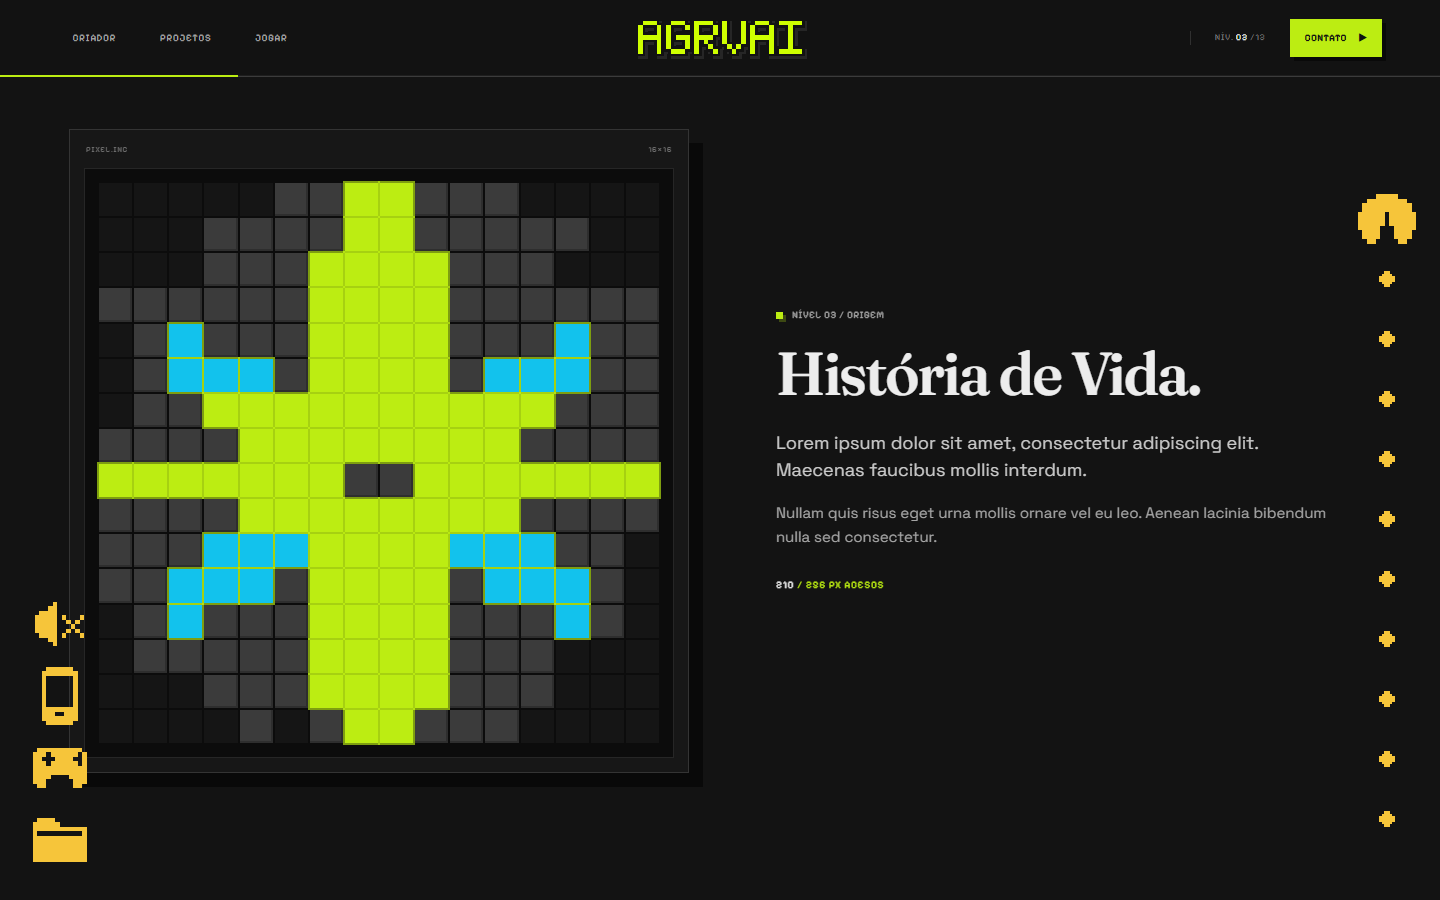 CRIADOR
PROJETOS
JOGAR
AGRVAI
NÍV. 03 / 13
CONTATO
PIXEL.INC
16×16
NÍVEL 03 / ORIGEM
História de Vida.
Lorem ipsum dolor sit amet, consectetur adipiscing elit.
Maecenas faucibus mollis interdum.
Nullam quis risus eget urna mollis ornare vel eu leo. Aenean lacinia bibendum
nulla sed consectetur.
210 / 256 PX ACESOS